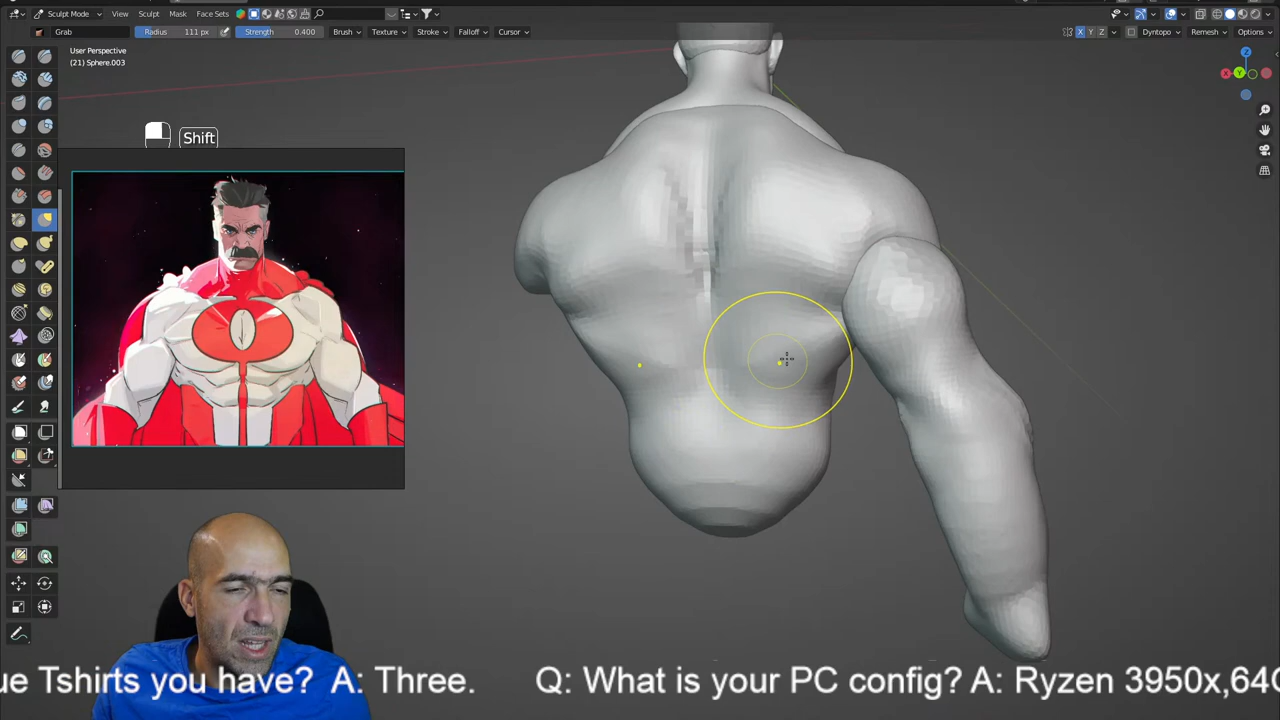 Sculpt Mode View Sculpt Mask Face Sets
Grab Radius 111 px Strength 0.400 Brush Texture Stroke Falloff Cursor X Y Z Dyntopo Remesh Options
User Perspective
(21) Sphere.003
Z
X Y
Shift
ue Tshirts you have? A: Three. Q: What is your PC config? A: Ryzen 3950x,64G